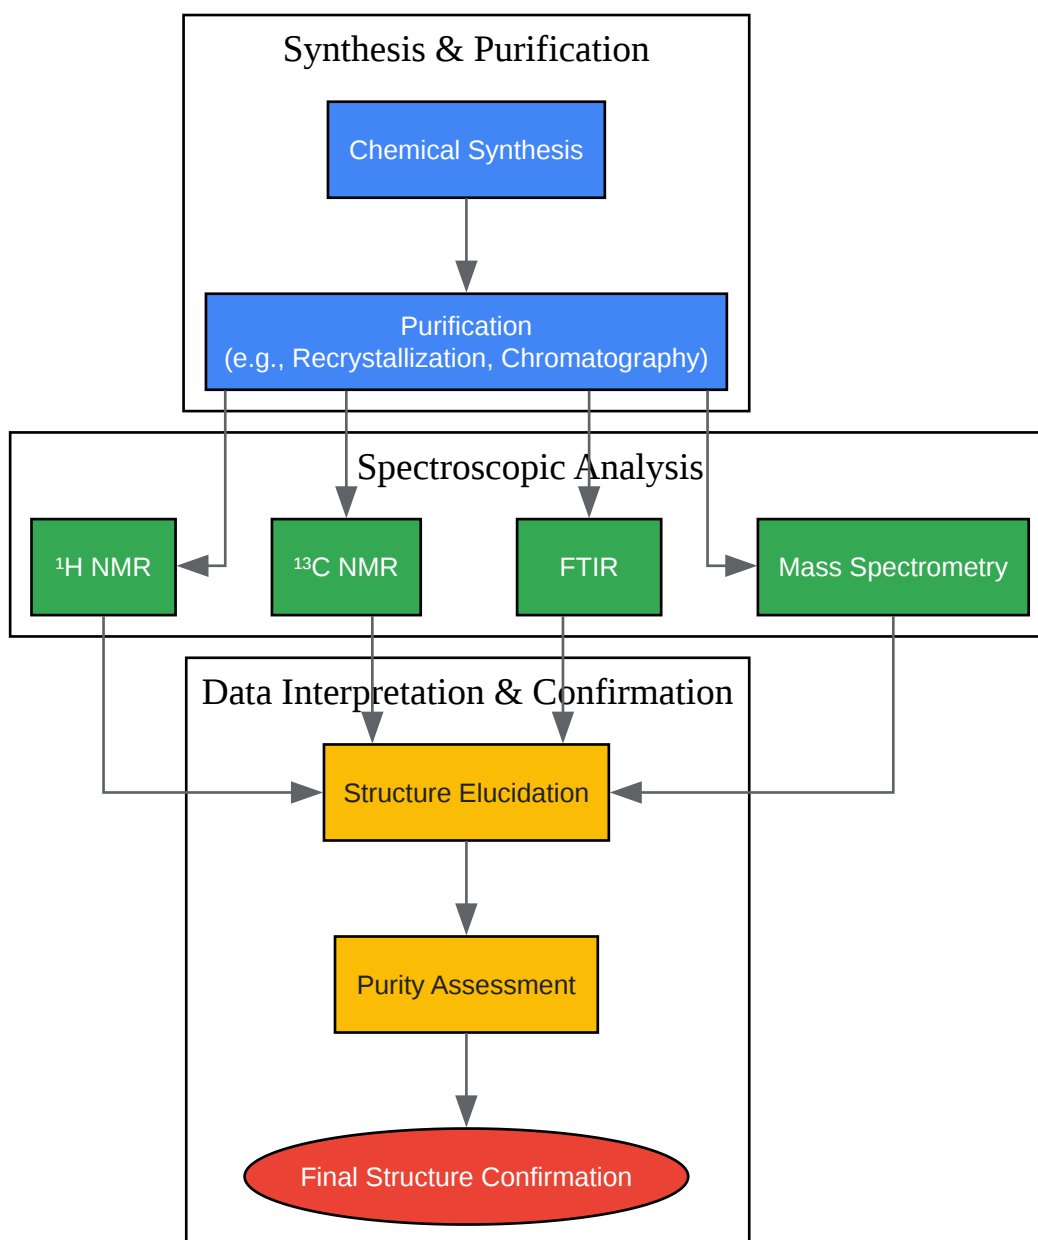 Synthesis & Purification
Chemical Synthesis
Purification
(e.g., Recrystallization, Chromatography)
Spectroscopic Analysis
¹H NMR
¹³C NMR
FTIR
Mass Spectrometry
Data Interpretation & Confirmation
Structure Elucidation
Purity Assessment
Final Structure Confirmation